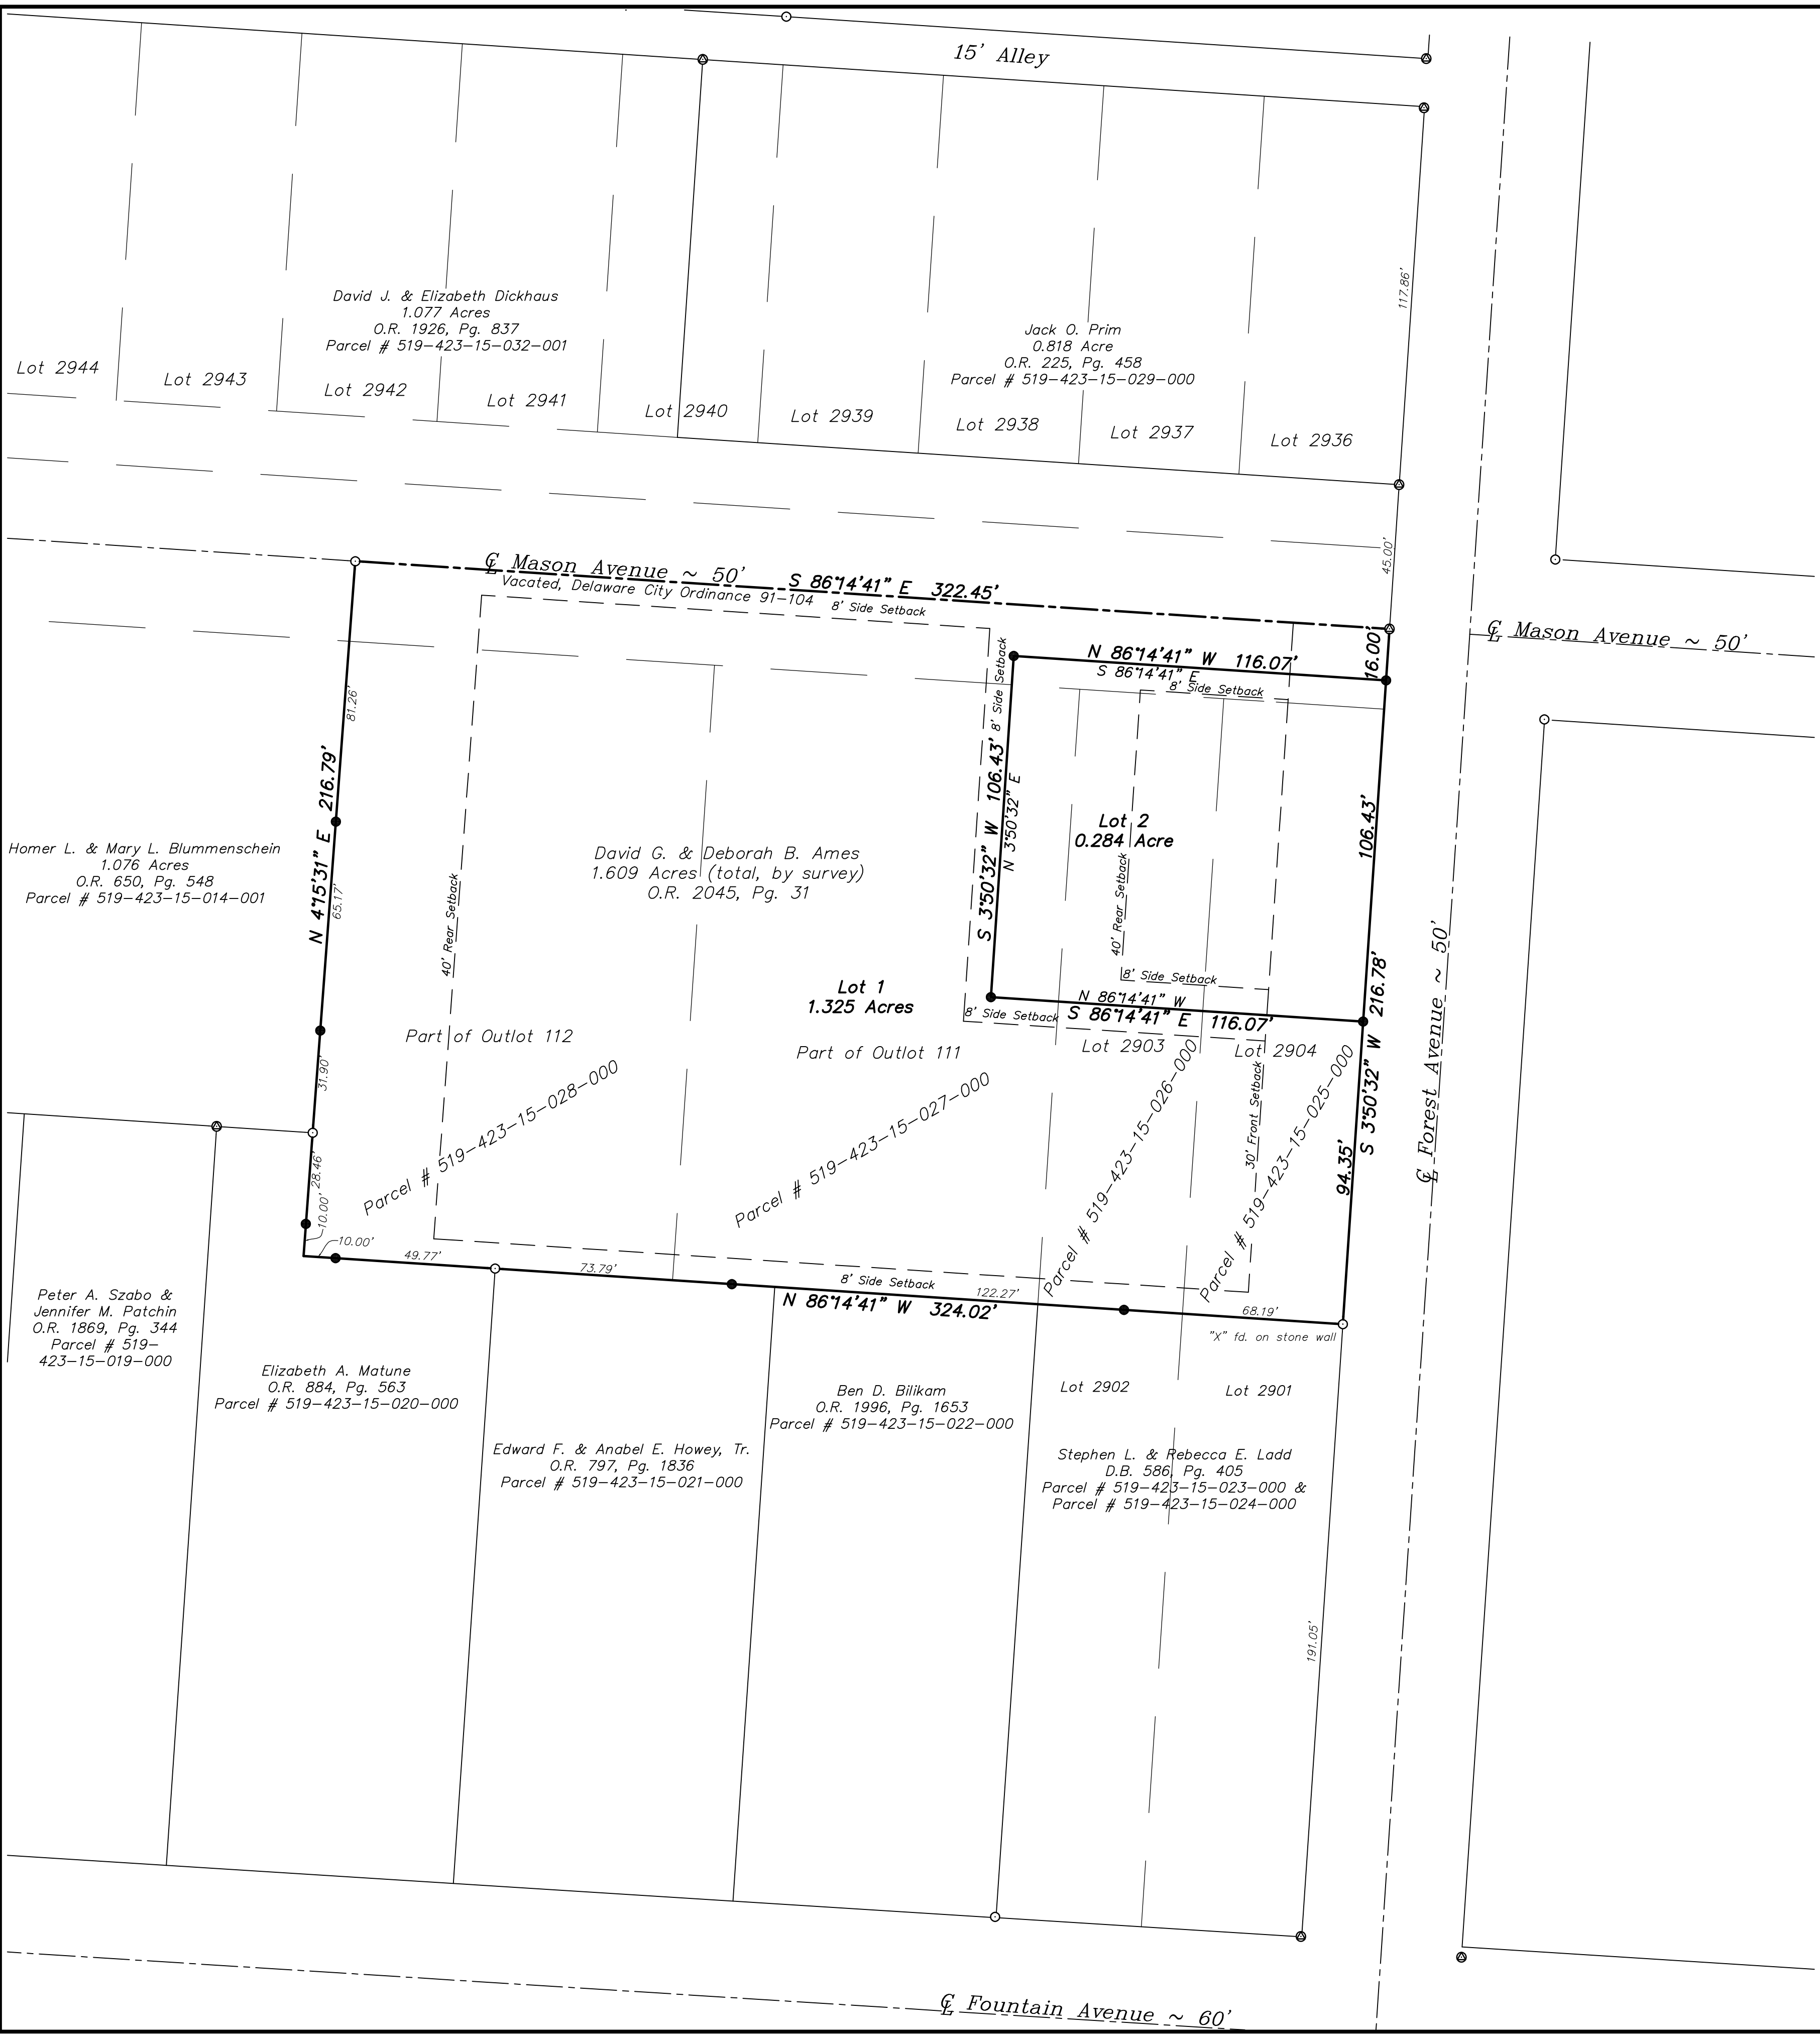 15' Alley
117.86'
David J. & Elizabeth Dickhaus
1.077 Acres
O.R. 1926, Pg. 837
Parcel # 519-423-15-032-001
Jack O. Prim
0.818 Acre
O.R. 225, Pg. 458
Parcel # 519-423-15-029-000
Lot 2944
Lot 2943
Lot 2942
Lot 2941
Lot 2940
Lot 2939
Lot 2938
Lot 2937
Lot 2936
45.00'
℄ Mason Avenue ~ 50'
S 86°14'41" E 322.45'
Vacated, Delaware City Ordinance 91-104
8' Side Setback
℄ Mason Avenue ~ 50'
16.00'
N 86°14'41" W 116.07'
S 86°14'41" E
8' Side Setback
8' Side Setback
81.26'
N 4°15'31" E 216.79'
65.17'
S 3°50'32" W 106.43'
N 3°50'32" E
Lot 2
0.284 Acre
106.43'
Homer L. & Mary L. Blummenschein
1.076 Acres
O.R. 650, Pg. 548
Parcel # 519-423-15-014-001
David G. & Deborah B. Ames
1.609 Acres (total, by survey)
O.R. 2045, Pg. 31
40' Rear Setback
40' Rear Setback
8' Side Setback
Lot 1
1.325 Acres
N 86°14'41" W
8' Side Setback
S 86°14'41" E 116.07'
S 3°50'32" W 216.78'
℄ Forest Avenue ~ 50'
Part of Outlot 112
Part of Outlot 111
Lot 2903
Lot 2904
31.90'
Parcel # 519-423-15-028-000
Parcel # 519-423-15-027-000
Parcel # 519-423-15-026-000
30' Front Setback
Parcel # 519-423-15-025-000
94.35'
28.46'
10.00'
10.00'
49.77'
73.79'
8' Side Setback
122.27'
N 86°14'41" W 324.02'
68.19'
"X" fd. on stone wall
Peter A. Szabo &
Jennifer M. Patchin
O.R. 1869, Pg. 344
Parcel # 519-
423-15-019-000
Elizabeth A. Matune
O.R. 884, Pg. 563
Parcel # 519-423-15-020-000
Ben D. Bilikam
O.R. 1996, Pg. 1653
Parcel # 519-423-15-022-000
Lot 2902
Lot 2901
Edward F. & Anabel E. Howey, Tr.
O.R. 797, Pg. 1836
Parcel # 519-423-15-021-000
Stephen L. & Rebecca E. Ladd
D.B. 586, Pg. 405
Parcel # 519-423-15-023-000 &
Parcel # 519-423-15-024-000
191.05'
℄ Fountain Avenue ~ 60'